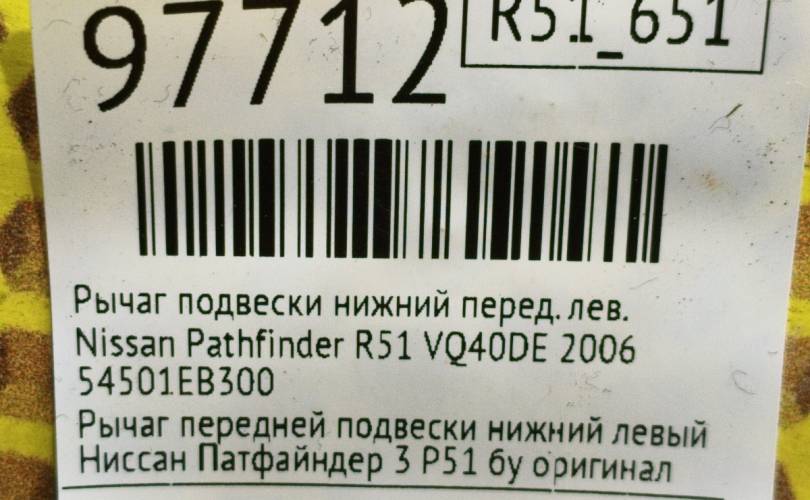 97712
R51_651
Рычаг подвески нижний перед. лев.
Nissan Pathfinder R51 VQ40DE 2006
54501EB300
Рычаг передней подвески нижний левый
Ниссан Патфайндер 3 Р51 бу оригинал